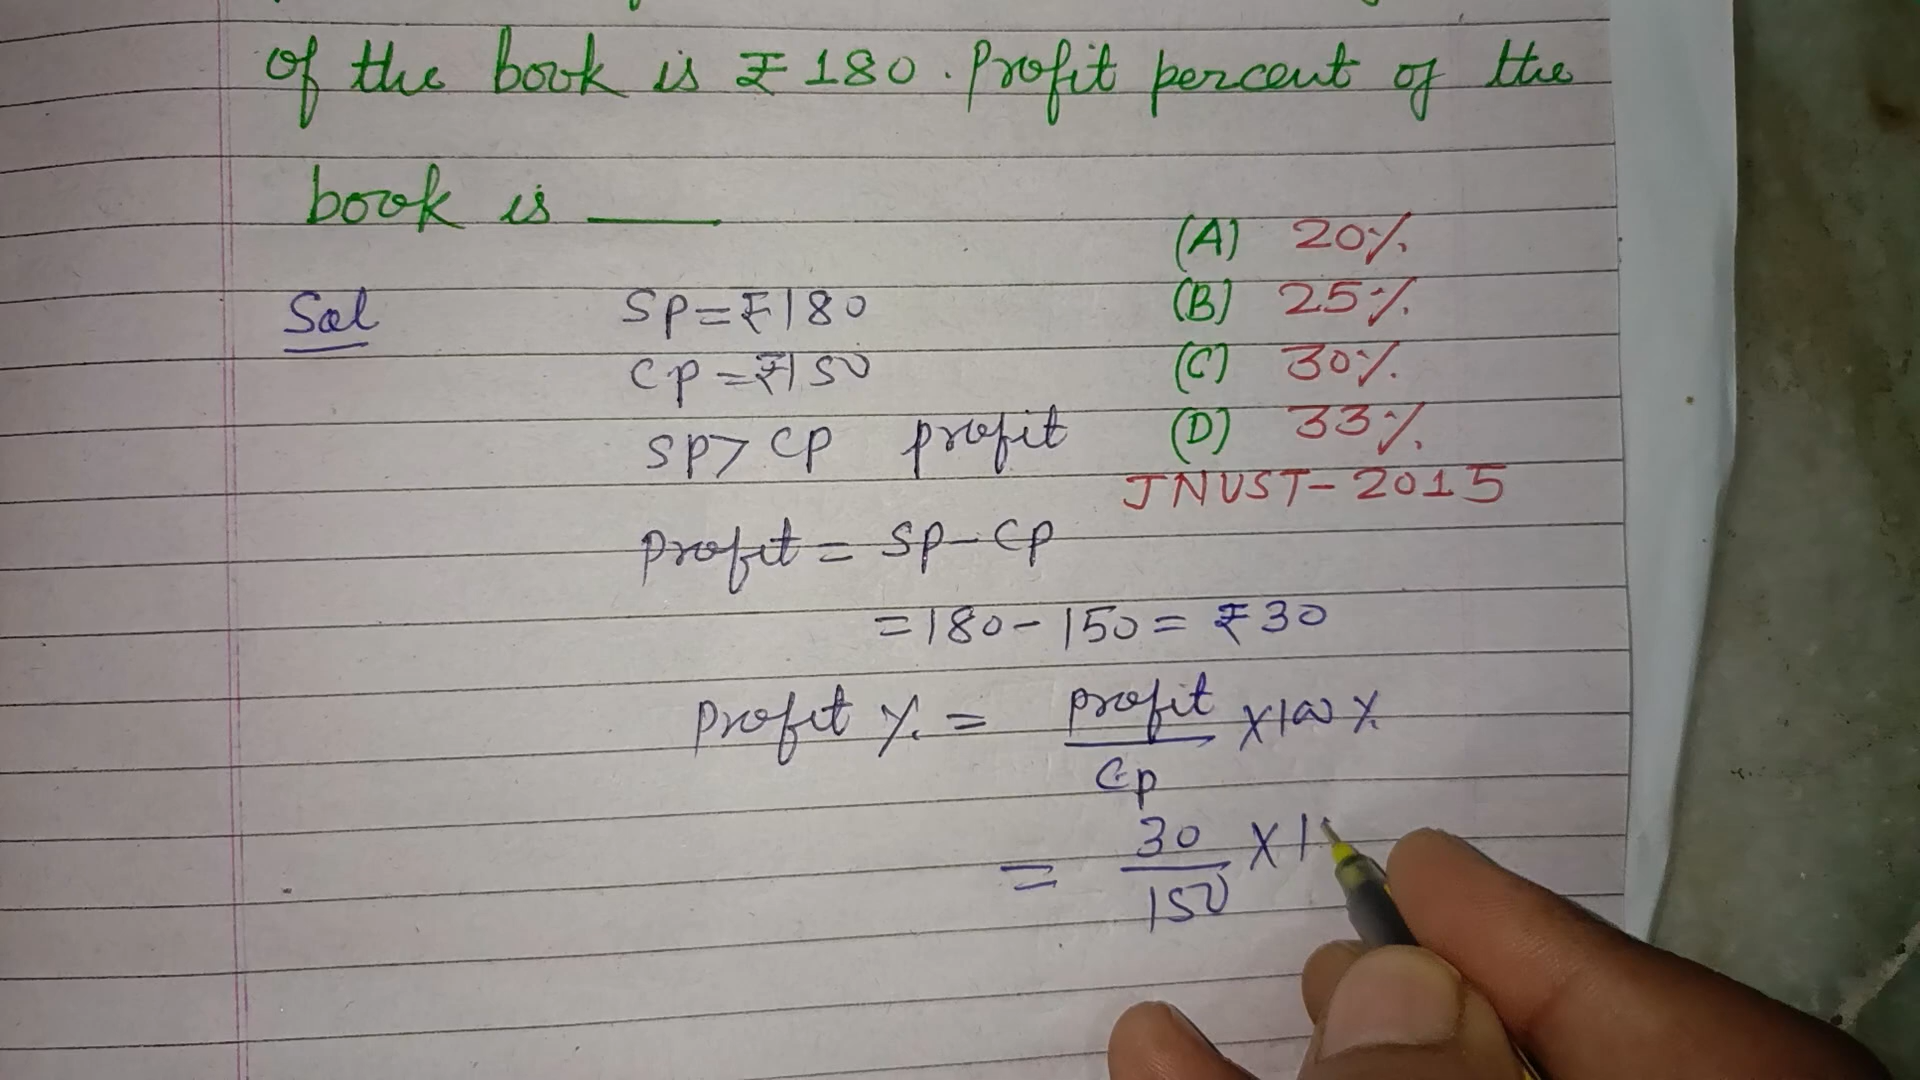 of the book is ₹ 180. Profit percent of the
book is ____
(A) 20%
(B) 25%
(C) 30%
(D) 33%
JNVST-2015
Sol
SP=₹180
CP=₹150
SP> CP profit
Profit = SP-CP
=180-150= ₹30
Profit % = profit/CP ×100%
= 30/150 ×1